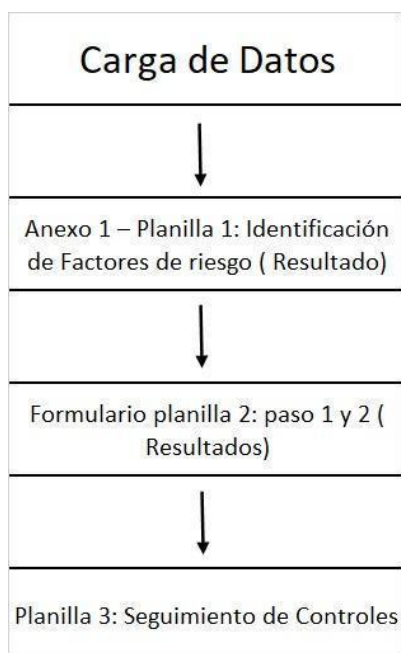 Carga de Datos
Anexo 1 – Planilla 1: Identificación
de Factores de riesgo ( Resultado)
Formulario planilla 2: paso 1 y 2 (
Resultados)
Planilla 3: Seguimiento de Controles